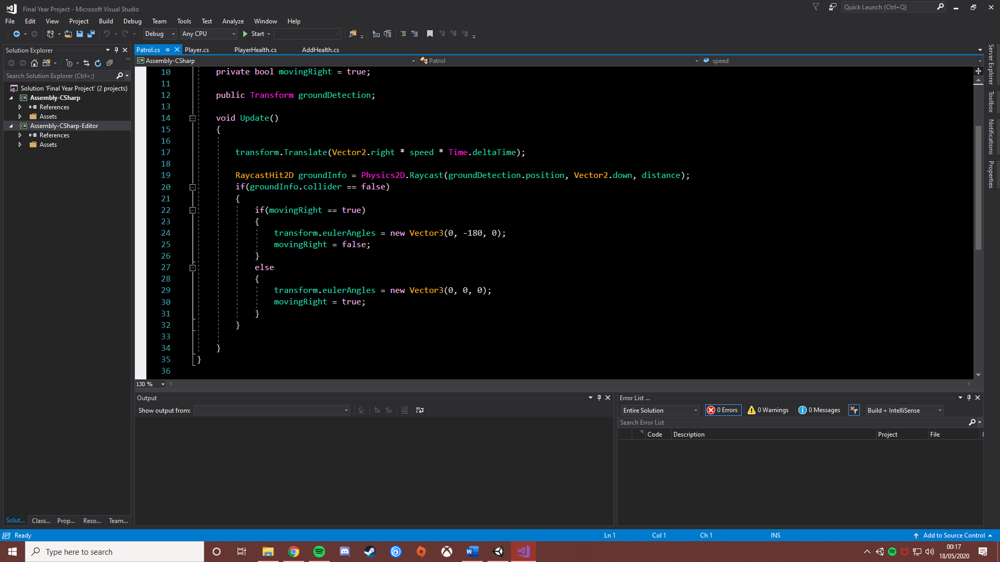 Final Year Project - Microsoft Visual Studio
Quick Launch (Ctrl+Q)
File Edit View Project Build Debug Team Tools Test Analyze Window Help
Debug Any CPU Start
Solution Explorer
Search Solution Explorer (Ctrl+;)
Solution 'Final Year Project' (2 projects)
C# Assembly-CSharp
References
Assets
C# Assembly-CSharp-Editor
References
Assets
Patrol.cs Player.cs PlayerHealth.cs AddHealth.cs
C# Assembly-CSharp Patrol speed
10 private bool movingRight = true;
11
12 public Transform groundDetection;
13
14 void Update()
15 {
16
17 transform.Translate(Vector2.right * speed * Time.deltaTime);
18
19 RaycastHit2D groundInfo = Physics2D.Raycast(groundDetection.position, Vector2.down, distance);
20 if(groundInfo.collider == false)
21 {
22 if(movingRight == true)
23 {
24 transform.eulerAngles = new Vector3(0, -180, 0);
25 movingRight = false;
26 }
27 else
28 {
29 transform.eulerAngles = new Vector3(0, 0, 0);
30 movingRight = true;
31 }
32 }
33
34 }
35 }
36
130 %
Server Explorer
Toolbox
Notifications
Properties
Output
Show output from:
Error List ...
Entire Solution 0 Errors 0 Warnings 0 Messages Build + IntelliSense
Search Error List
Code Description Project File
Solut... Class... Prop... Reso... Team...
Ready Ln 1 Col 1 Ch 1 INS Add to Source Control
Type here to search
00:17
18/05/2020